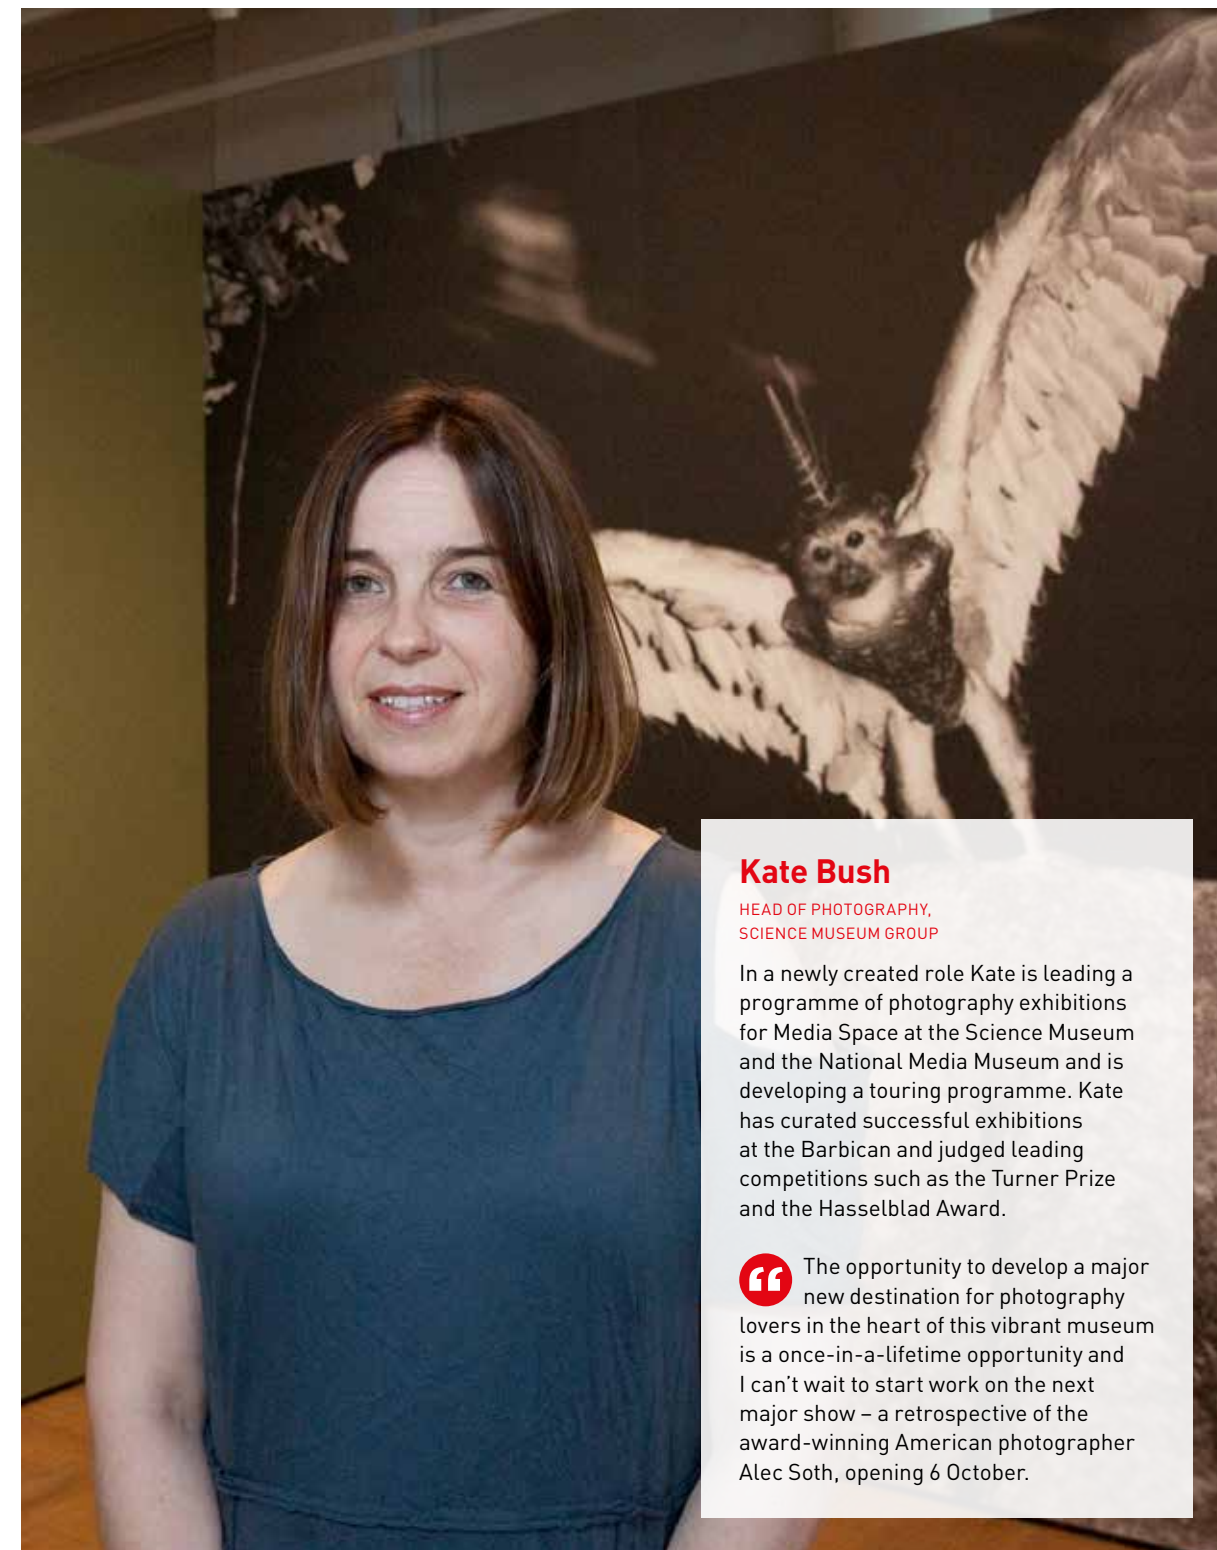 Kate Bush
HEAD OF PHOTOGRAPHY,
SCIENCE MUSEUM GROUP
In a newly created role Kate is leading a
programme of photography exhibitions
for Media Space at the Science Museum
and the National Media Museum and is
developing a touring programme. Kate
has curated successful exhibitions
at the Barbican and judged leading
competitions such as the Turner Prize
and the Hasselblad Award.
“ The opportunity to develop a major
new destination for photography
lovers in the heart of this vibrant museum
is a once-in-a-lifetime opportunity and
I can’t wait to start work on the next
major show – a retrospective of the
award-winning American photographer
Alec Soth, opening 6 October.